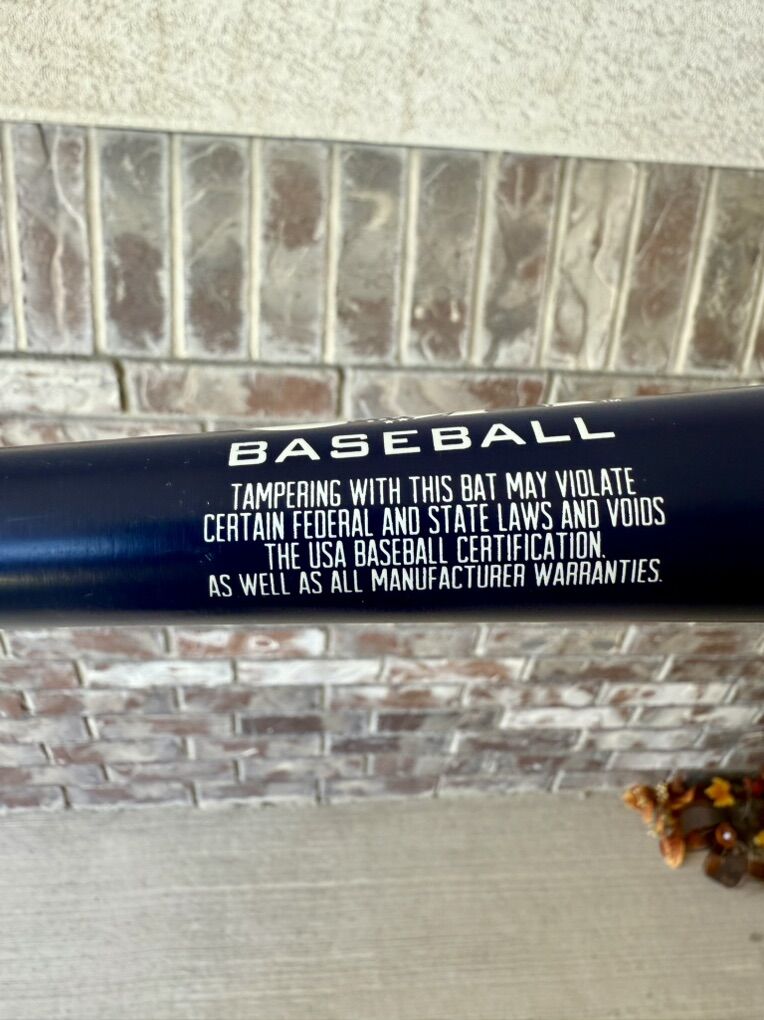 BASEBALL
TAMPERING WITH THIS BAT MAY VIOLATE
CERTAIN FEDERAL AND STATE LAWS AND VOIDS
THE USA BASEBALL CERTIFICATION.
AS WELL AS ALL MANUFACTURER WARRANTIES.